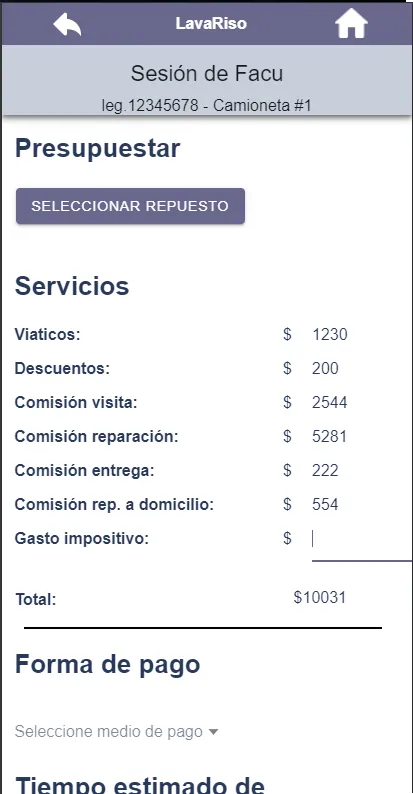 LavaRiso
Sesión de Facu
leg.12345678 - Camioneta #1
Presupuestar
SELECCIONAR REPUESTO
Servicios
Viaticos: $ 1230
Descuentos: $ 200
Comisión visita: $ 2544
Comisión reparación: $ 5281
Comisión entrega: $ 222
Comisión rep. a domicilio: $ 554
Gasto impositivo: $
Total: $10031
Forma de pago
Seleccione medio de pago
Tiempo estimado de